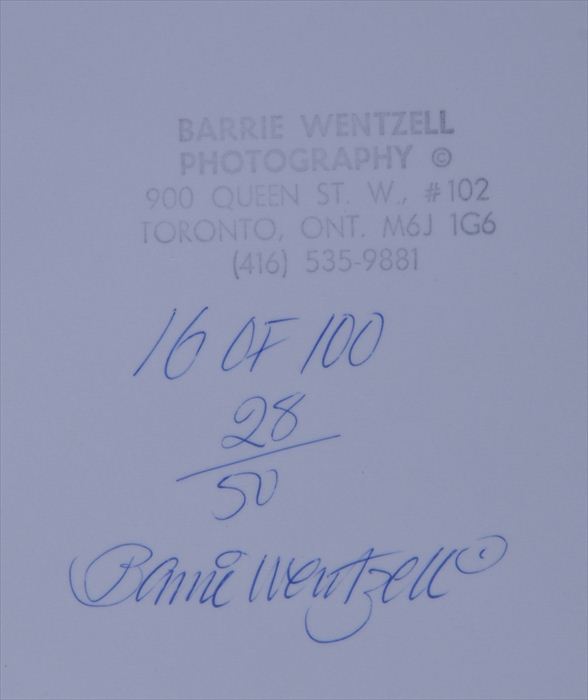 BARRIE WENTZELL
PHOTOGRAPHY ©
900 QUEEN ST. W., #102
TORONTO, ONT. M6J 1G6
(416) 535-9881
16 OF 100
28
50
Barrie Wentzell ©